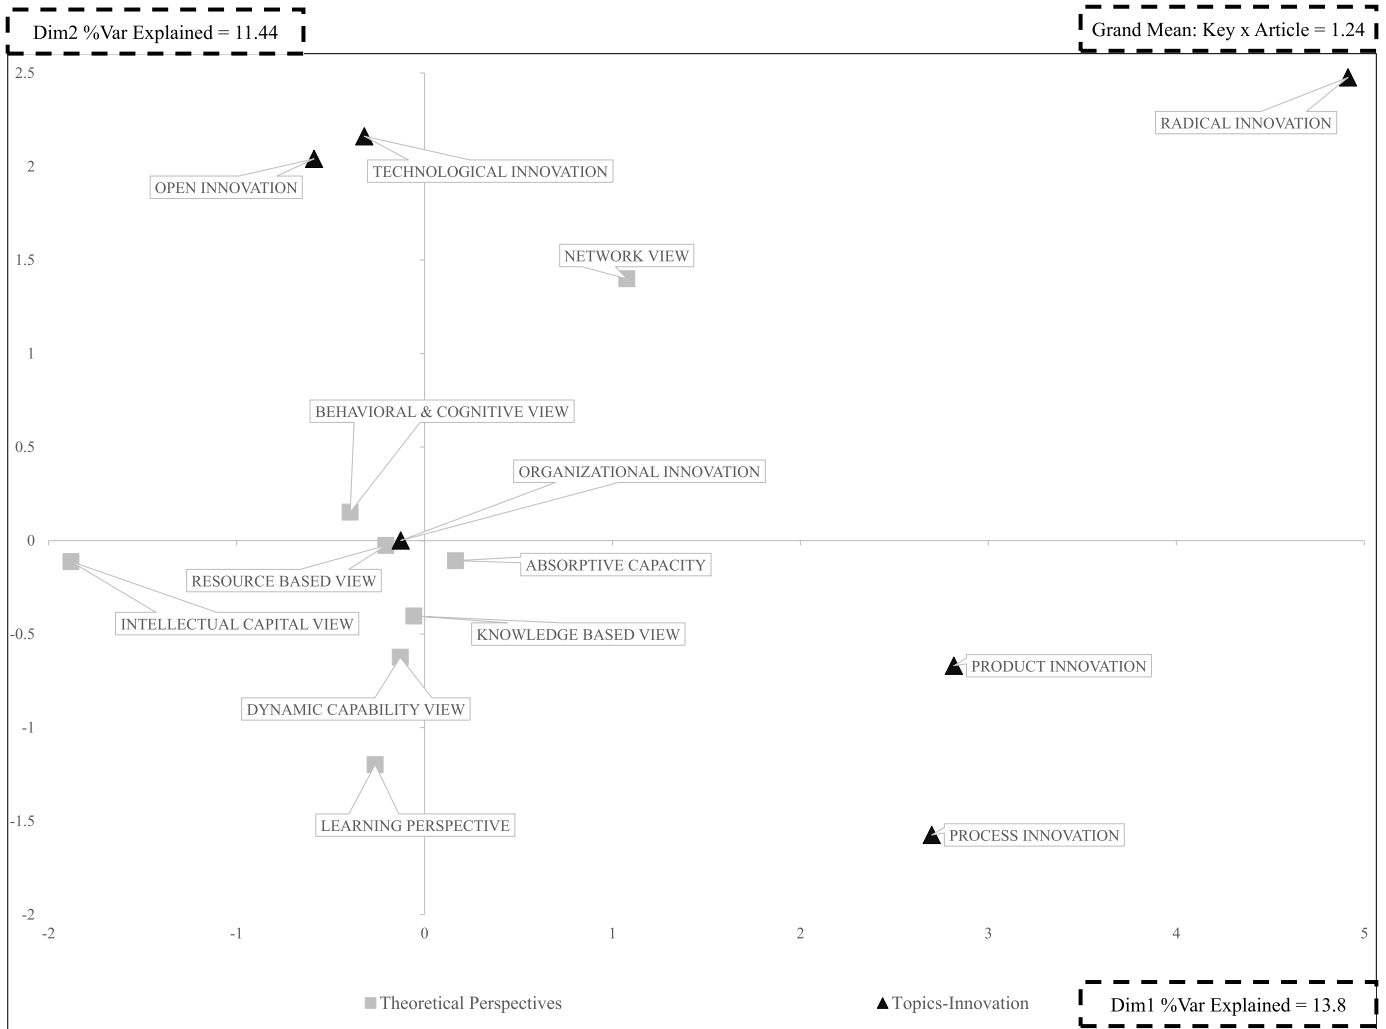 Dim2 %Var Explained = 11.44
Grand Mean: Key x Article = 1.24
2.5
RADICAL INNOVATION
TECHNOLOGICAL INNOVATION
2
OPEN INNOVATION
NETWORK VIEW
1.5
1
BEHAVIORAL & COGNITIVE VIEW
0.5
ORGANIZATIONAL INNOVATION
0
ABSORPTIVE CAPACITY
RESOURCE BASED VIEW
INTELLECTUAL CAPITAL VIEW
-0.5
KNOWLEDGE BASED VIEW
PRODUCT INNOVATION
DYNAMIC CAPABILITY VIEW
-1
-1.5
LEARNING PERSPECTIVE
PROCESS INNOVATION
-2
-2 -1 0 1 2 3 4 5
Theoretical Perspectives
Topics-Innovation
Dim1 %Var Explained = 13.8